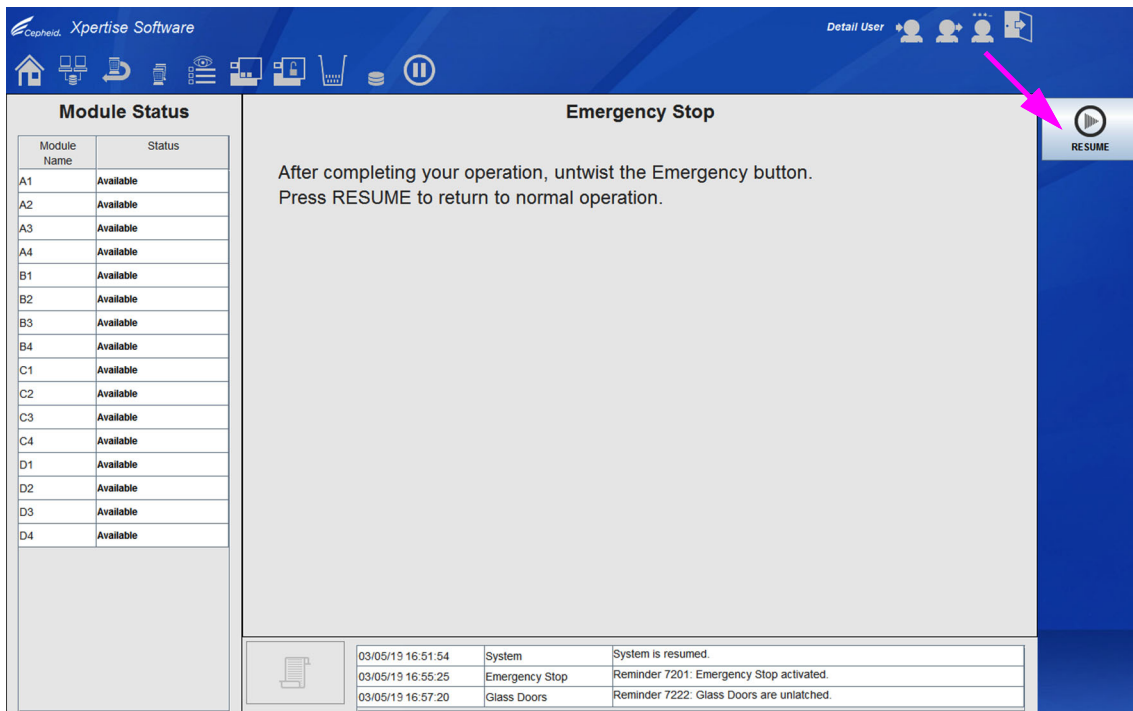 Cepheid. Xpertise Software
Detail User
Module Status
Module Name Status
A1 Available
A2 Available
A3 Available
A4 Available
B1 Available
B2 Available
B3 Available
B4 Available
C1 Available
C2 Available
C3 Available
C4 Available
D1 Available
D2 Available
D3 Available
D4 Available
Emergency Stop
After completing your operation, untwist the Emergency button.
Press RESUME to return to normal operation.
RESUME
03/05/19 16:51:54 System System is resumed.
03/05/19 16:55:25 Emergency Stop Reminder 7201: Emergency Stop activated.
03/05/19 16:57:20 Glass Doors Reminder 7222: Glass Doors are unlatched.